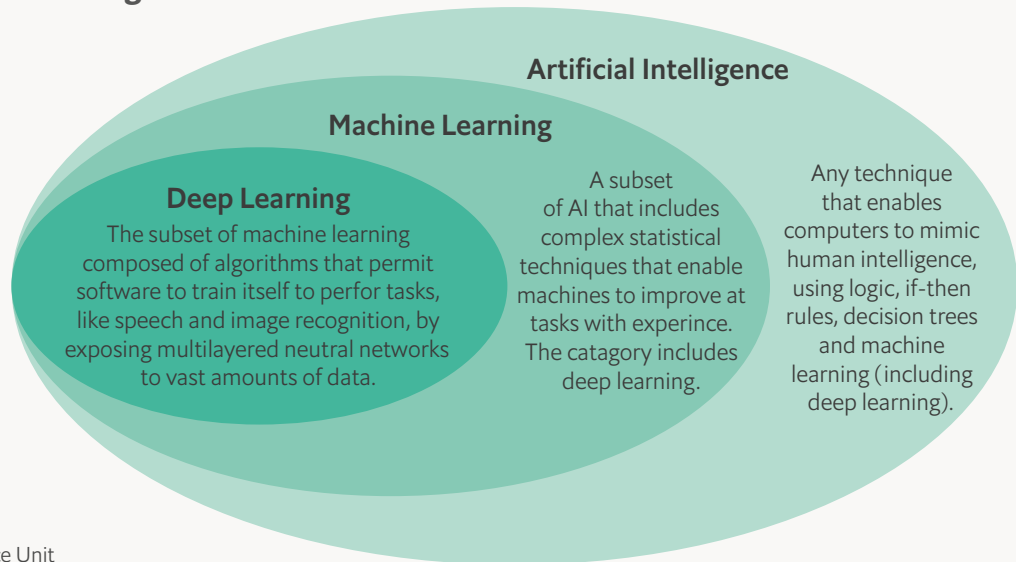 Artificial Intelligence
Machine Learning
Deep Learning
The subset of machine learning
composed of algorithms that permit
software to train itself to perfor tasks,
like speech and image recognition, by
exposing multilayered neutral networks
to vast amounts of data.
A subset
of AI that includes
complex statistical
techniques that enable
machines to improve at
tasks with experince.
The catagory includes
deep learning.
Any technique
that enables
computers to mimic
human intelligence,
using logic, if-then
rules, decision trees
and machine
learning (including
deep learning).
Unit